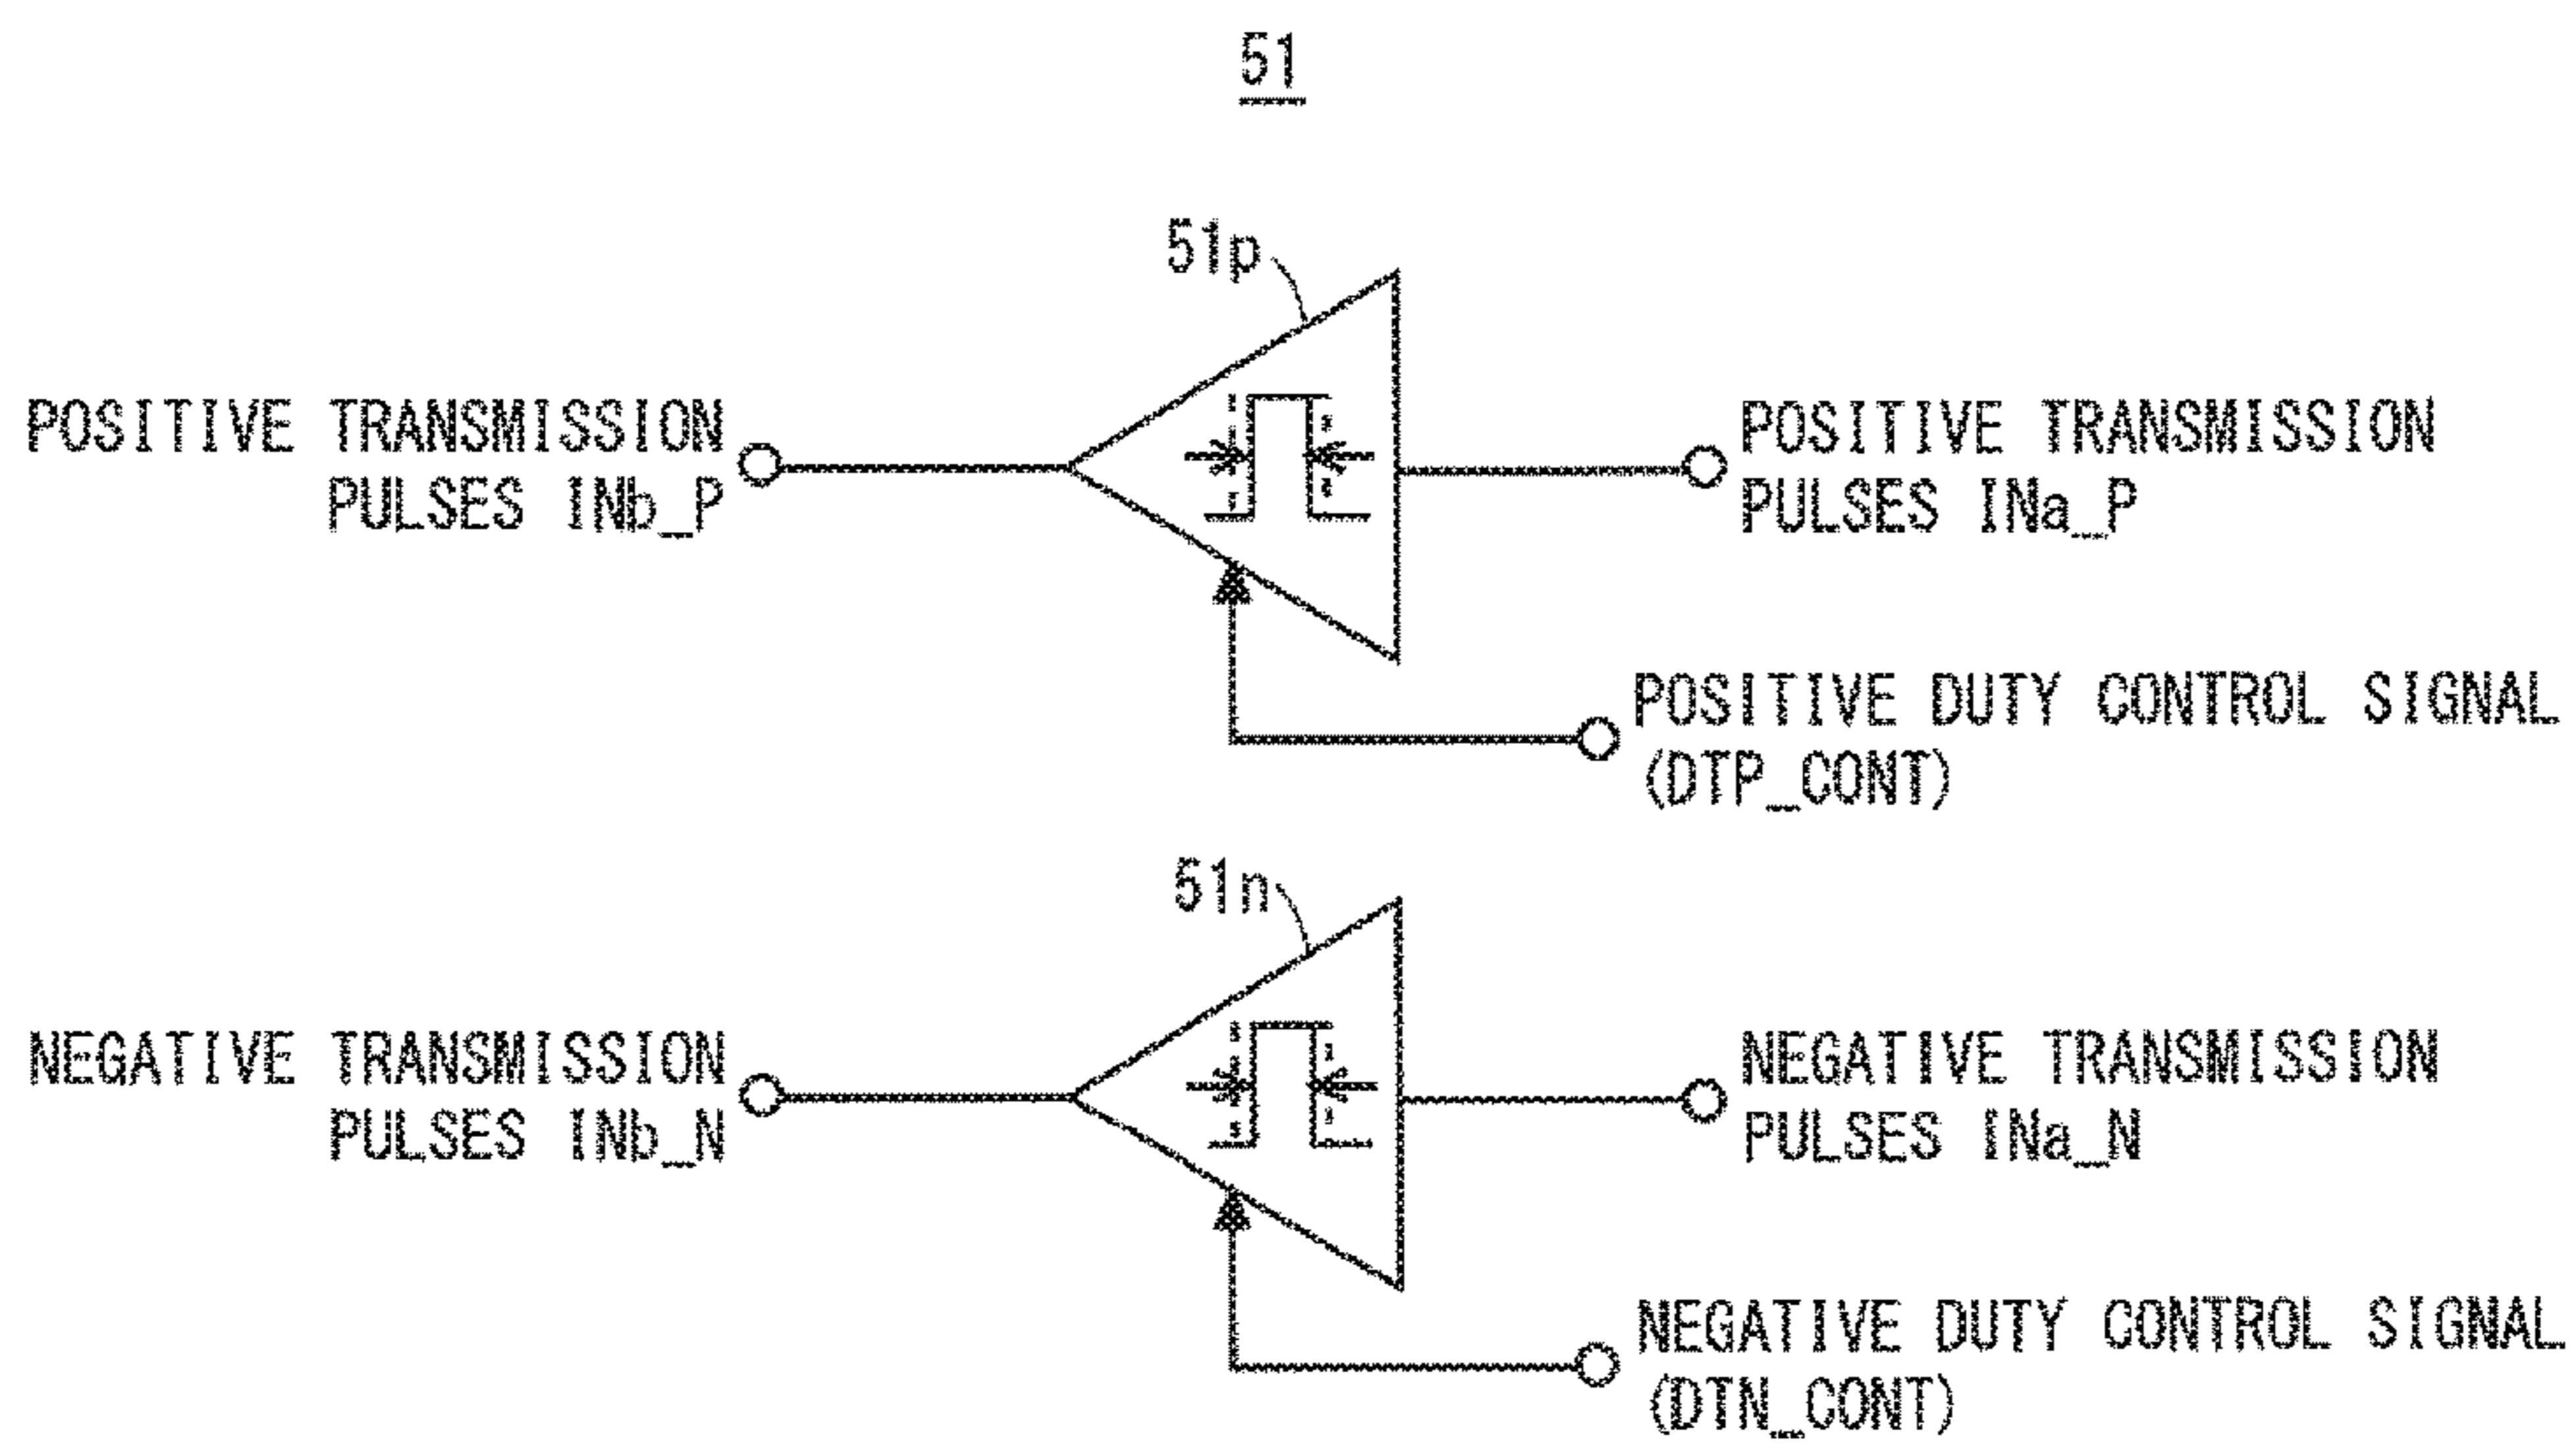 51
51p
POSITIVE TRANSMISSION
PULSES INb_P
POSITIVE TRANSMISSION
PULSES INa_P
POSITIVE DUTY CONTROL SIGNAL
(DTP_CONT)
51n
NEGATIVE TRANSMISSION
PULSES INb_N
NEGATIVE TRANSMISSION
PULSES INa_N
NEGATIVE DUTY CONTROL SIGNAL
(DTN_CONT)